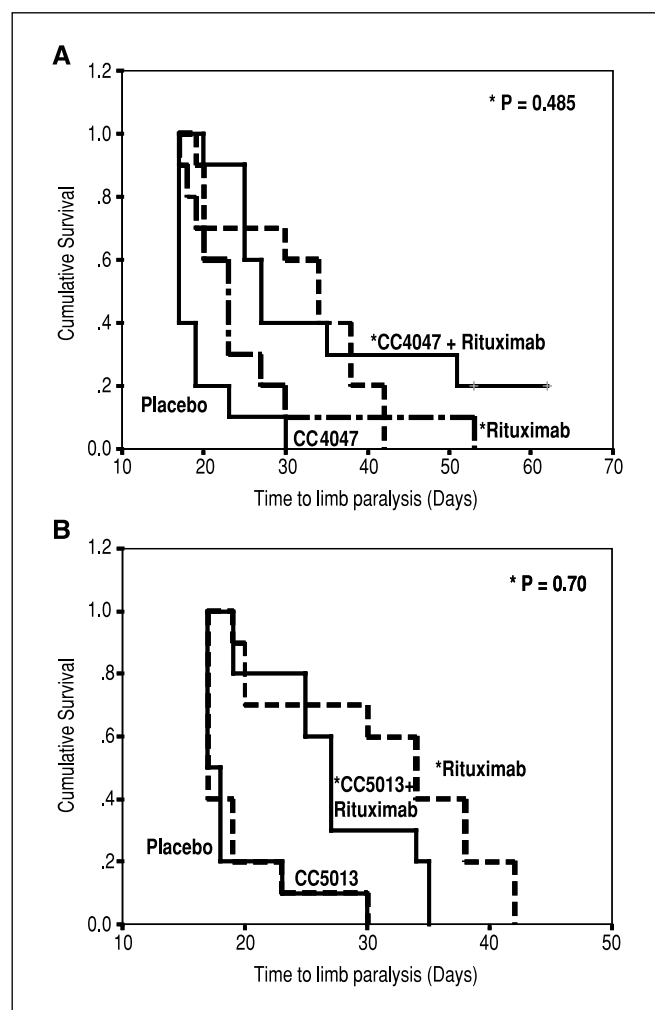 A
1.2
1.0
.8
.6
.4
.2
0.0
Cumulative Survival
* P = 0.485
*CC4047 + Rituximab
Placebo
CC4047
*Rituximab
10 20 30 40 50 60 70
Time to limb paralysis (Days)
B
1.2
1.0
.8
.6
.4
.2
0.0
Cumulative Survival
* P = 0.70
*Rituximab
*CC5013+
Rituximab
Placebo
CC5013
10 20 30 40 50
Time to limb paralysis (Days)